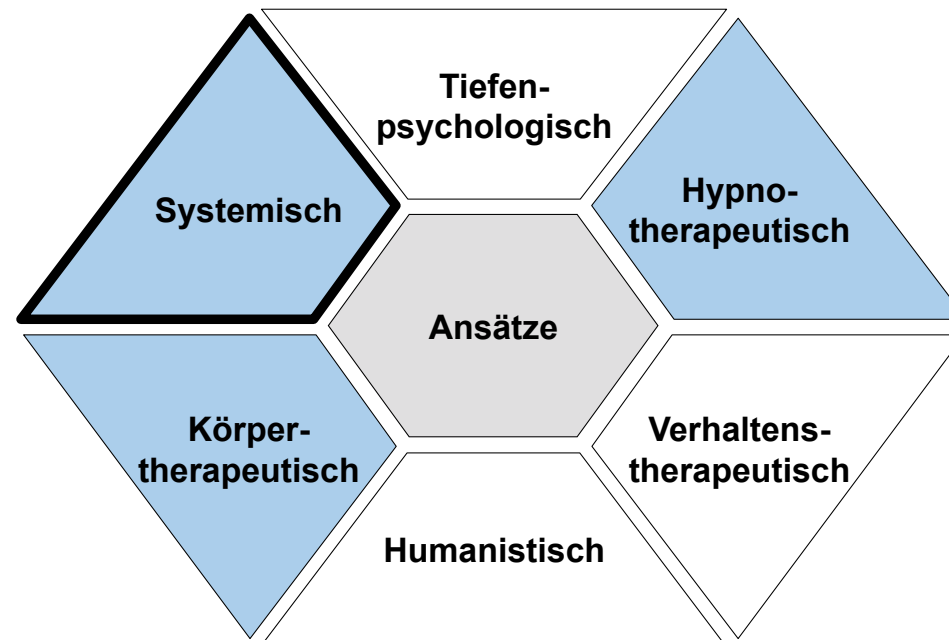 Tiefen-
psychologisch
Systemisch
Hypno-
therapeutisch
Ansätze
Körper-
therapeutisch
Verhaltens-
therapeutisch
Humanistisch